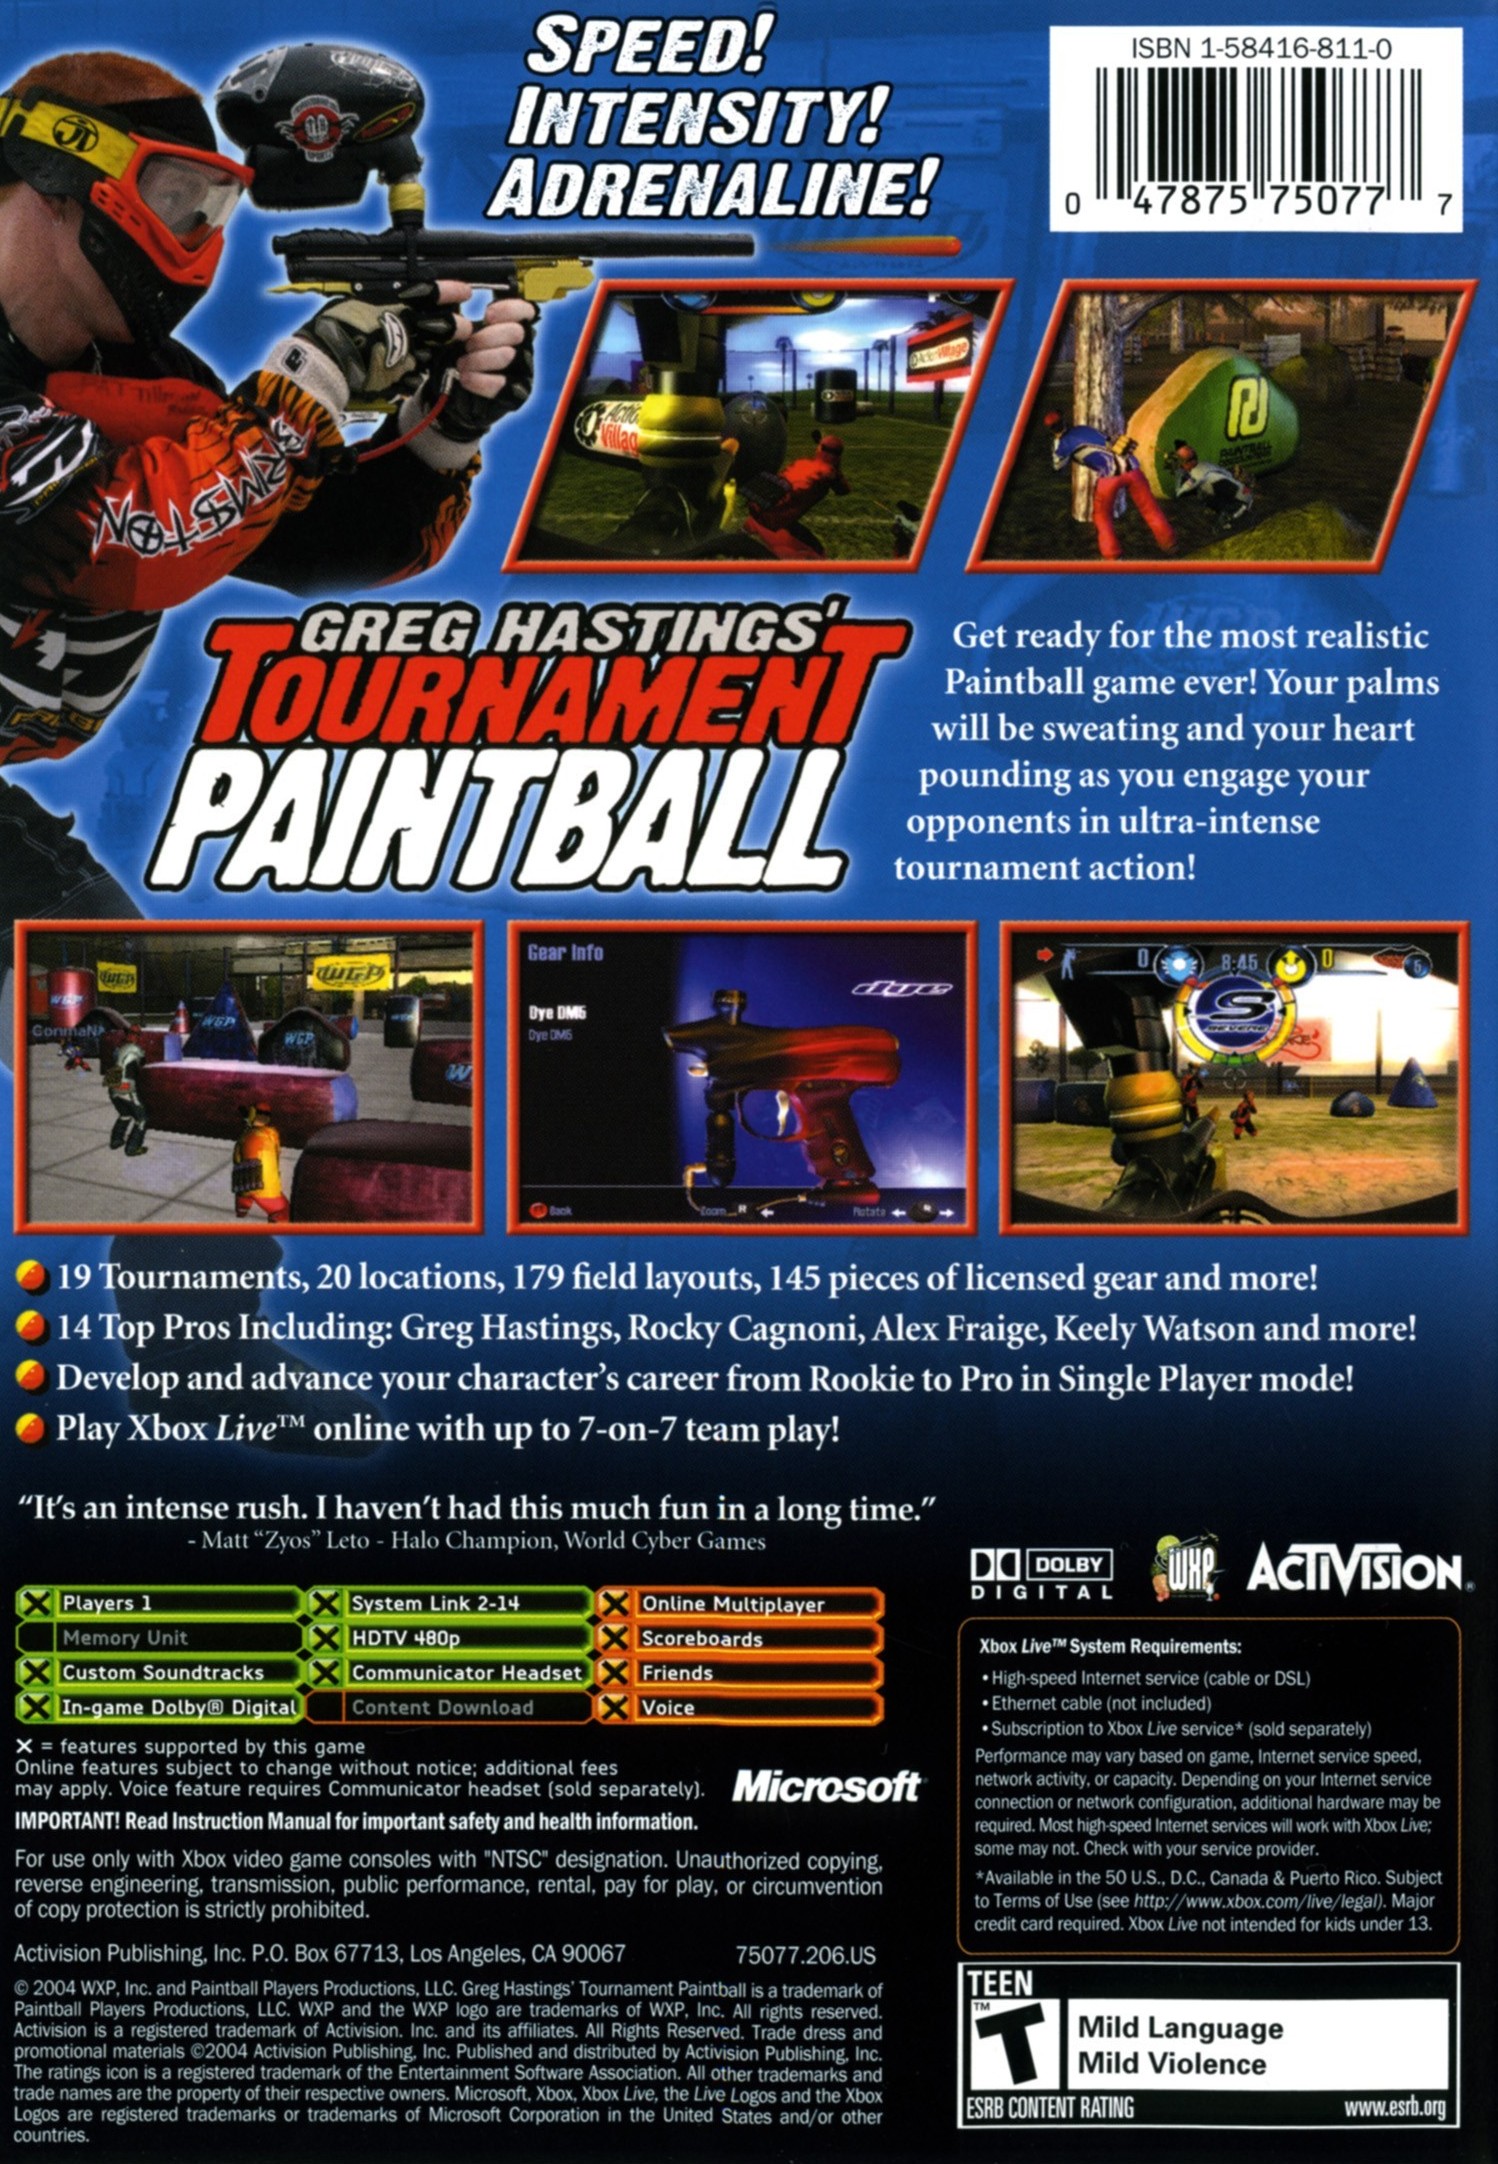 SPEED!
INTENSITY!
ADRENALINE!
ISBN 1-58416-811-0
0 47875 75077 7
JT
Action Village
Action
Villag
PAINTBALL
GREG HASTINGS'
TOURNAMENT
PAINTBALL
Get ready for the most realistic
Paintball game ever! Your palms
will be sweating and your heart
pounding as you engage your
opponents in ultra-intense
tournament action!
WGP
WGP
WGP
WGP
WGP
Gear Info
dye
Dye DM5
Dye DM5
Back
Zoom R
Rotate R
0
8:45
0
5
19 Tournaments, 20 locations, 179 field layouts, 145 pieces of licensed gear and more!
14 Top Pros Including: Greg Hastings, Rocky Cagnoni, Alex Fraige, Keely Watson and more!
Develop and advance your character's career from Rookie to Pro in Single Player mode!
Play Xbox Live™ online with up to 7-on-7 team play!
"It's an intense rush. I haven't had this much fun in a long time."
- Matt "Zyos" Leto - Halo Champion, World Cyber Games
DOLBY
DIGITAL
WXP
ACTIVISION®
Players 1
System Link 2-14
Online Multiplayer
Memory Unit
HDTV 480p
Scoreboards
Custom Soundtracks
Communicator Headset
Friends
In-game Dolby® Digital
Content Download
Voice
X = features supported by this game
Online features subject to change without notice; additional fees
may apply. Voice feature requires Communicator headset (sold separately).
Microsoft
IMPORTANT! Read Instruction Manual for important safety and health information.
For use only with Xbox video game consoles with "NTSC" designation. Unauthorized copying,
reverse engineering, transmission, public performance, rental, pay for play, or circumvention
of copy protection is strictly prohibited.
Activision Publishing, Inc. P.O. Box 67713, Los Angeles, CA 90067 75077.206.US
© 2004 WXP, Inc. and Paintball Players Productions, LLC. Greg Hastings' Tournament Paintball is a trademark of
Paintball Players Productions, LLC. WXP and the WXP logo are trademarks of WXP, Inc. All rights reserved.
Activision is a registered trademark of Activision. Inc. and its affiliates. All Rights Reserved. Trade dress and
promotional materials ©2004 Activision Publishing, Inc. Published and distributed by Activision Publishing, Inc.
The ratings icon is a registered trademark of the Entertainment Software Association. All other trademarks and
trade names are the property of their respective owners. Microsoft, Xbox, Xbox Live, the Live Logos and the Xbox
Logos are registered trademarks or trademarks of Microsoft Corporation in the United States and/or other
countries.
Xbox Live™ System Requirements:
• High-speed Internet service (cable or DSL)
• Ethernet cable (not included)
• Subscription to Xbox Live service* (sold separately)
Performance may vary based on game, Internet service speed,
network activity, or capacity. Depending on your Internet service
connection or network configuration, additional hardware may be
required. Most high-speed Internet services will work with Xbox Live;
some may not. Check with your service provider.
*Available in the 50 U.S., D.C., Canada & Puerto Rico. Subject
to Terms of Use (see http://www.xbox.com/live/legal). Major
credit card required. Xbox Live not intended for kids under 13.
TEEN
T™
Mild Language
Mild Violence
ESRB CONTENT RATING www.esrb.org